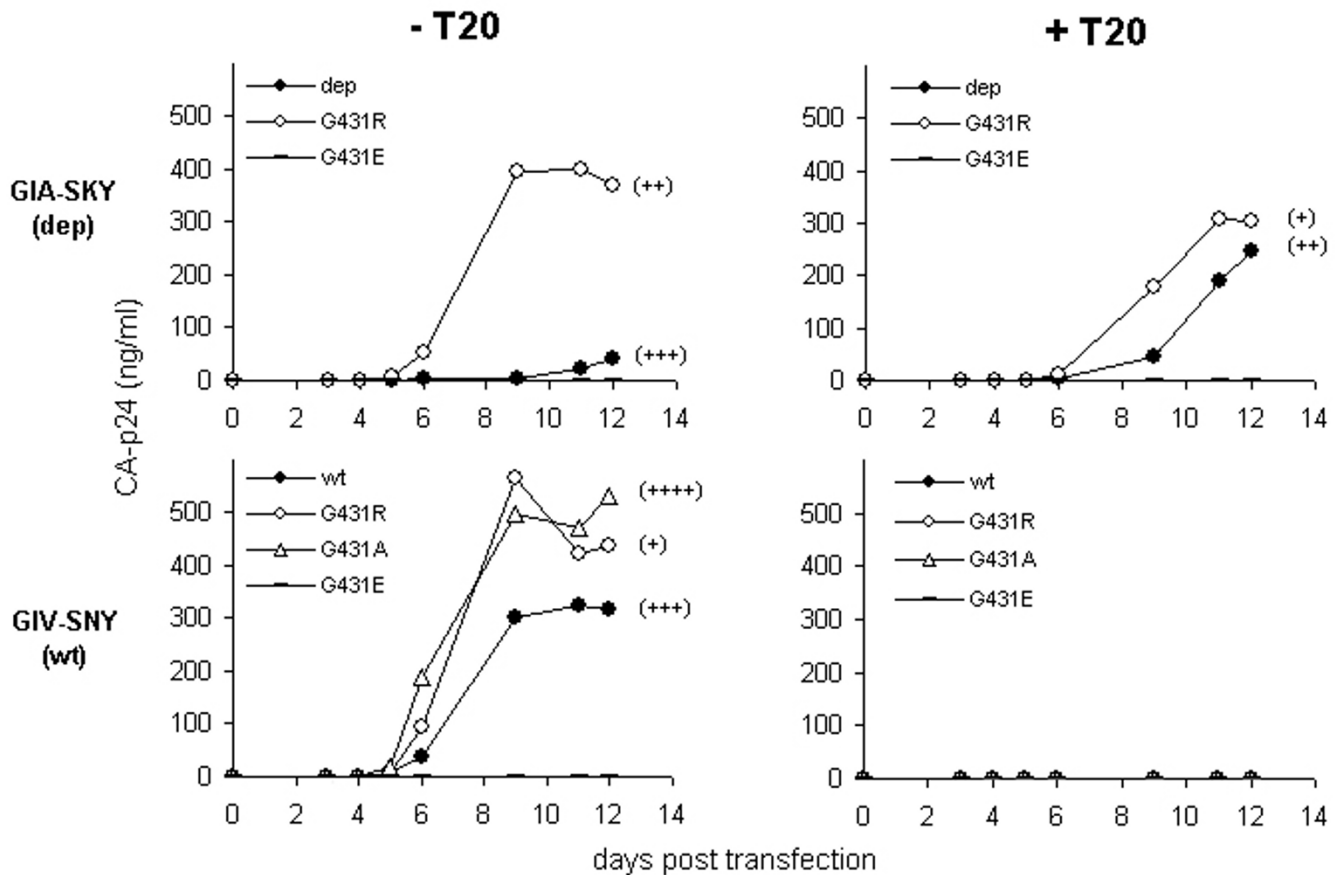 - T20
+ T20
GIA-SKY
(dep)
GIV-SNY
(wt)
CA-p24 (ng/ml)
dep
G431R
G431E
500
400
300
200
100
0
(++)
(+++)
0 2 4 6 8 10 12 14
dep
G431R
G431E
500
400
300
200
100
0
(+)
(++)
0 2 4 6 8 10 12 14
wt
G431R
G431A
G431E
500
400
300
200
100
0
(++++)
(+)
(+++)
0 2 4 6 8 10 12 14
wt
G431R
G431A
G431E
500
400
300
200
100
0
0 2 4 6 8 10 12 14
days post transfection